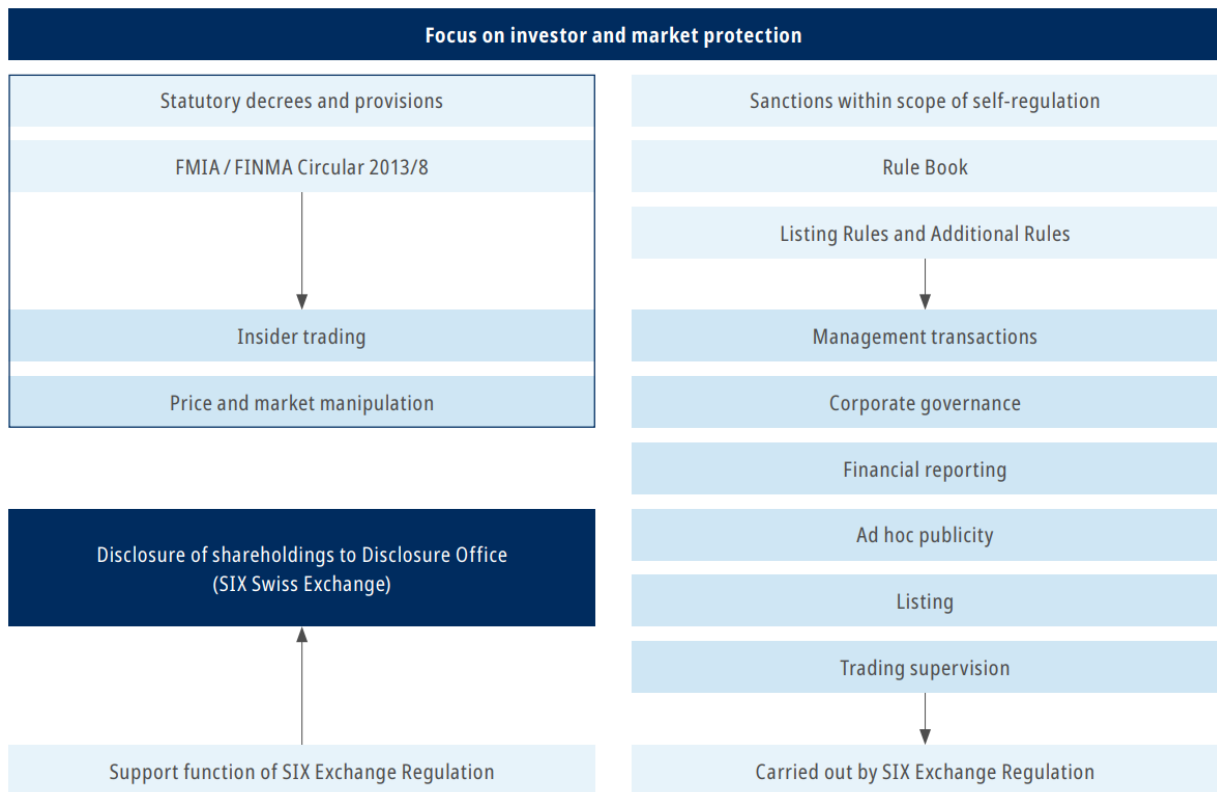 Focus on investor and market protection
Statutory decrees and provisions
FMIA / FINMA Circular 2013/8
Insider trading
Price and market manipulation
Disclosure of shareholdings to Disclosure Office
(SIX Swiss Exchange)
Support function of SIX Exchange Regulation
Sanctions within scope of self-regulation
Rule Book
Listing Rules and Additional Rules
Management transactions
Corporate governance
Financial reporting
Ad hoc publicity
Listing
Trading supervision
Carried out by SIX Exchange Regulation